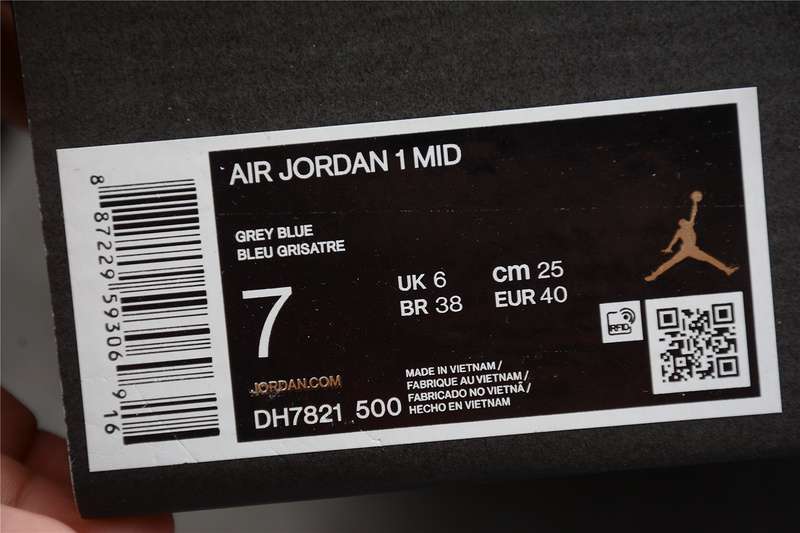 AIR JORDAN 1 MID
GREY BLUE
BLEU GRISATRE
7
UK 6
BR 38
cm 25
EUR 40
RFID
JORDAN.COM
DH7821 500
MADE IN VIETNAM /
FABRIQUE AU VIETNAM /
FABRICADO NO VIETNÃ /
HECHO EN VIETNAM
8 87229 59306 9 16